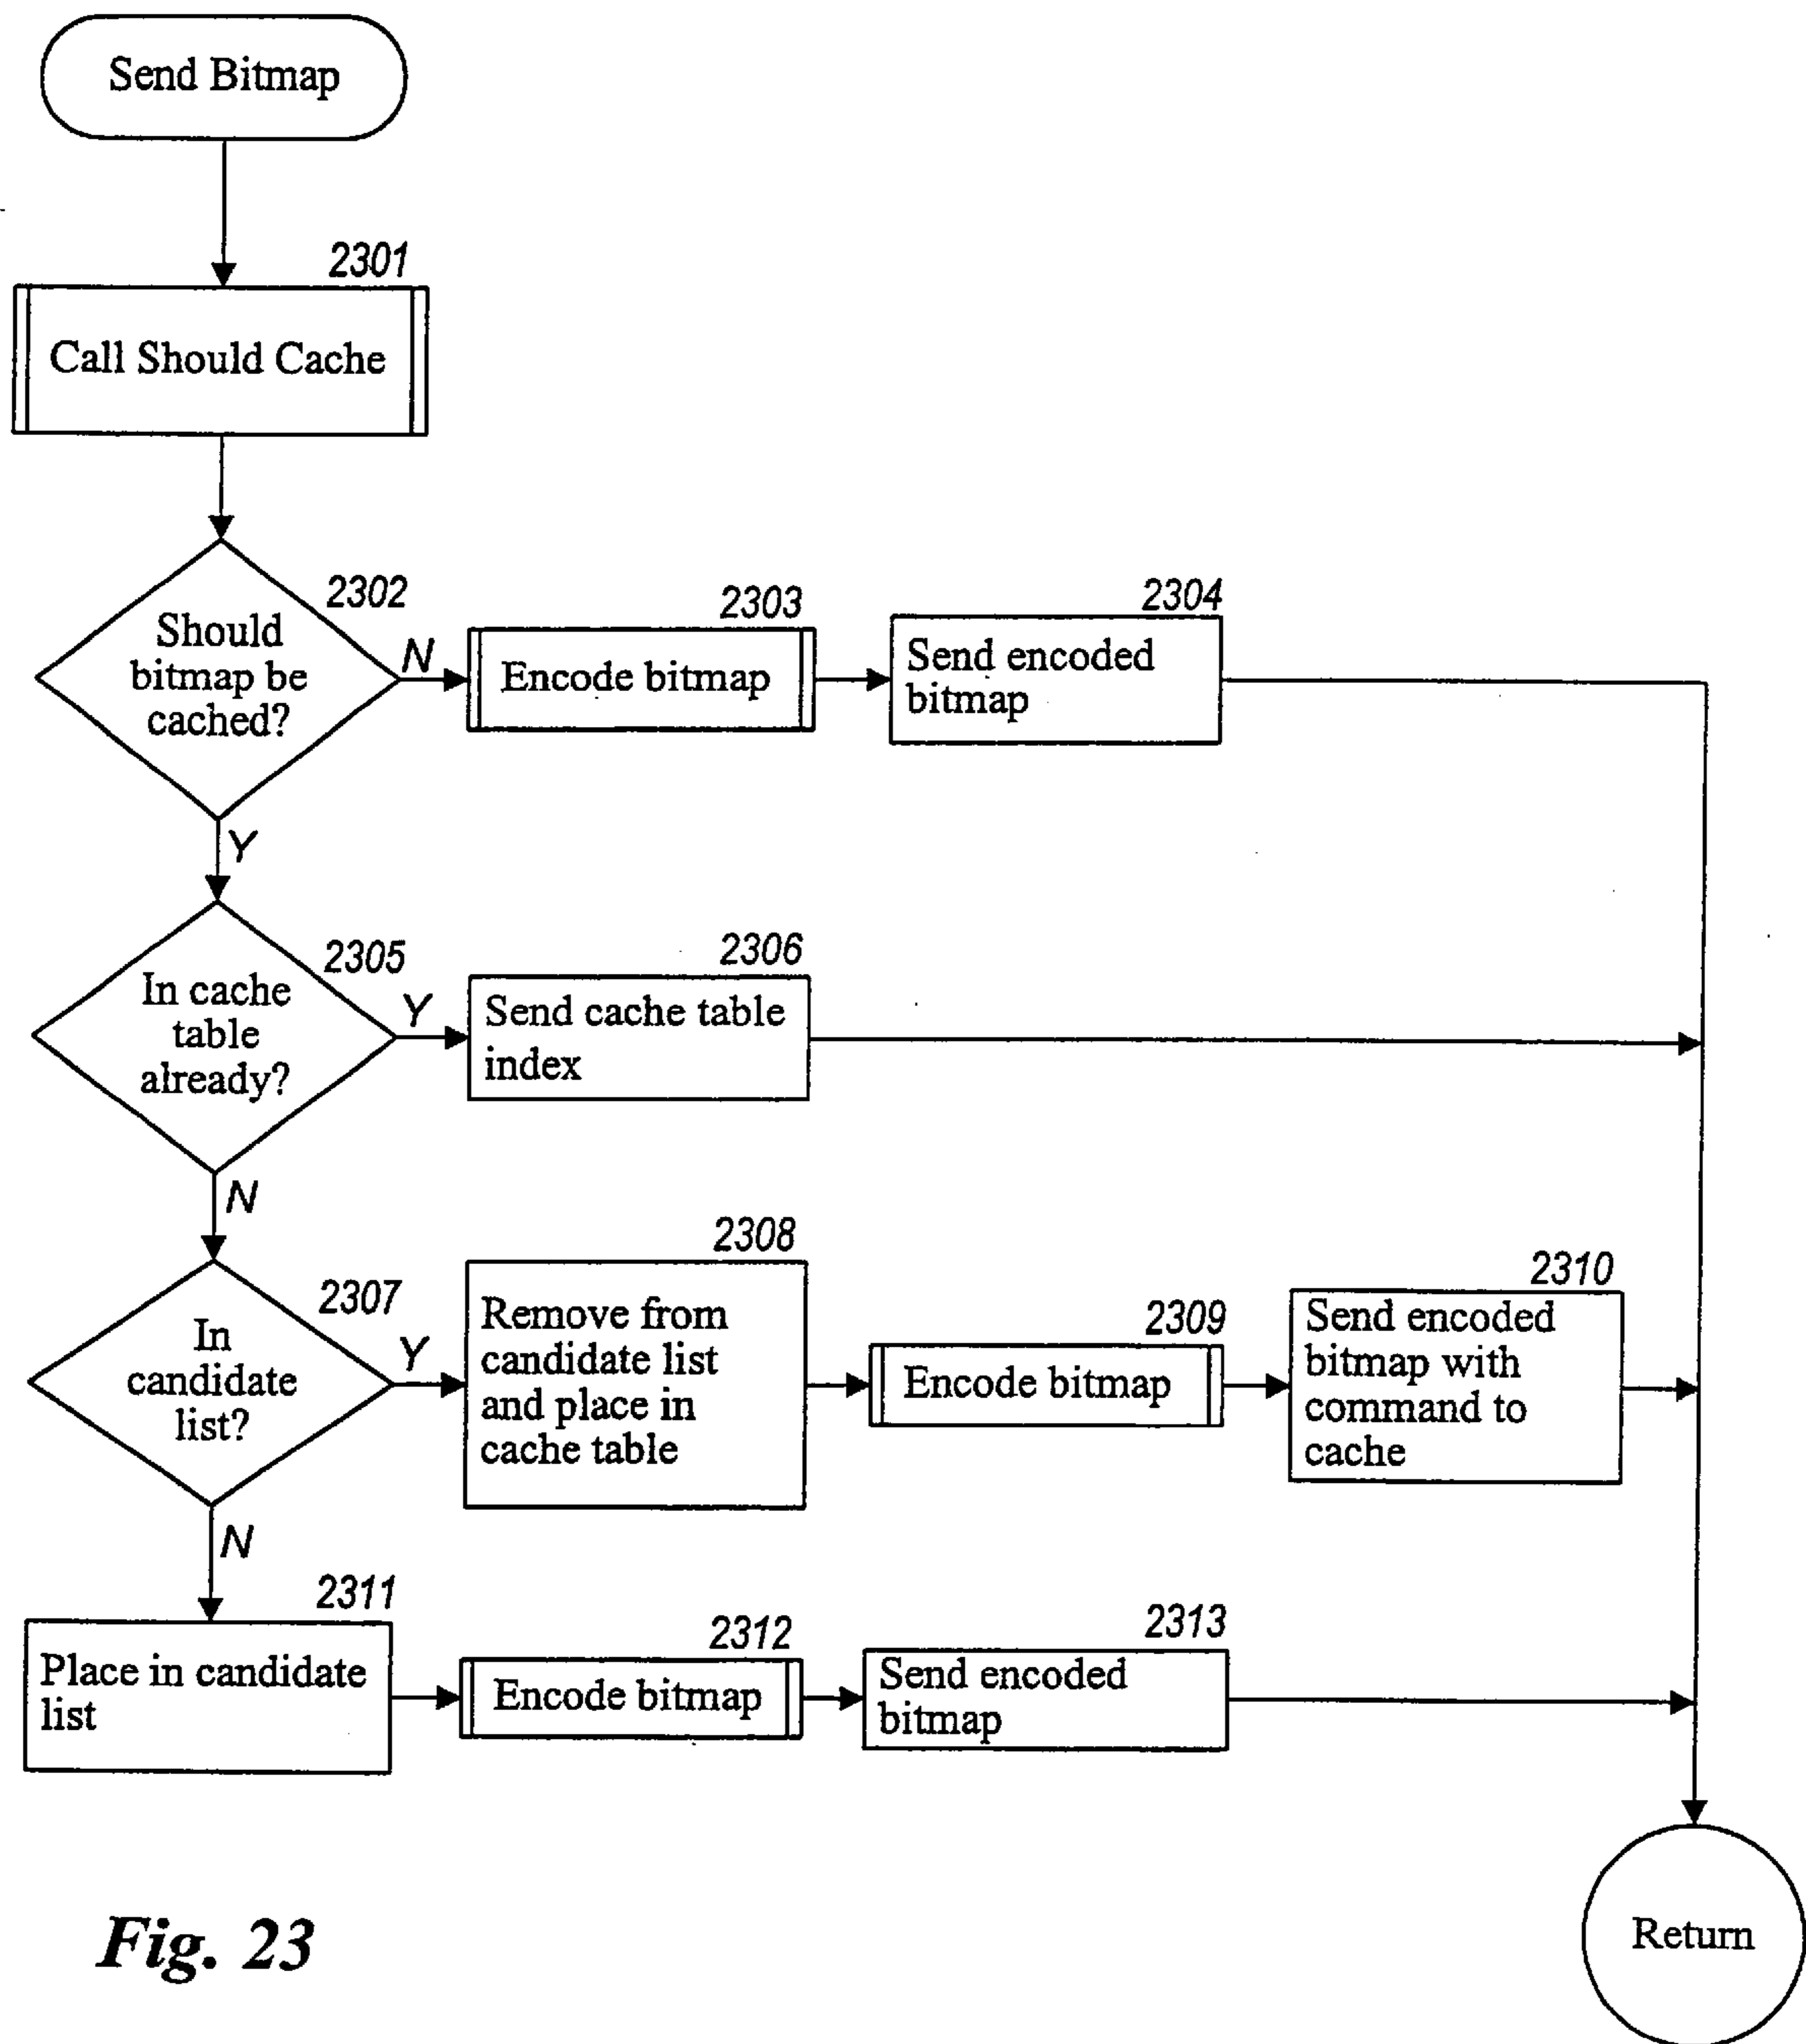 Send Bitmap
2301
Call Should Cache
2302
Should
bitmap be
cached?
N
2303
Encode bitmap
2304
Send encoded
bitmap
Y
2305
In cache
table
already?
Y
2306
Send cache table
index
N
2307
In
candidate
list?
Y
2308
Remove from
candidate list
and place in
cache table
2309
Encode bitmap
2310
Send encoded
bitmap with
command to
cache
N
2311
Place in candidate
list
2312
Encode bitmap
2313
Send encoded
bitmap
Return
Fig. 23